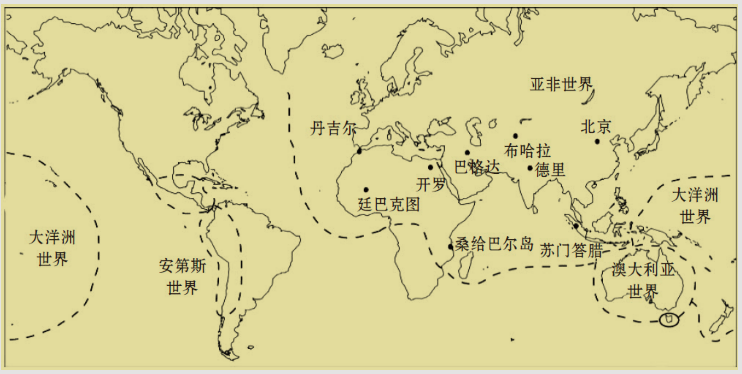 亚非世界
丹吉尔
北京
布哈拉
巴格达
德里
开罗
廷巴克图
大洋洲
世界
大洋洲
世界
桑给巴尔岛
苏门答腊
安第斯
世界
澳大利亚
世界